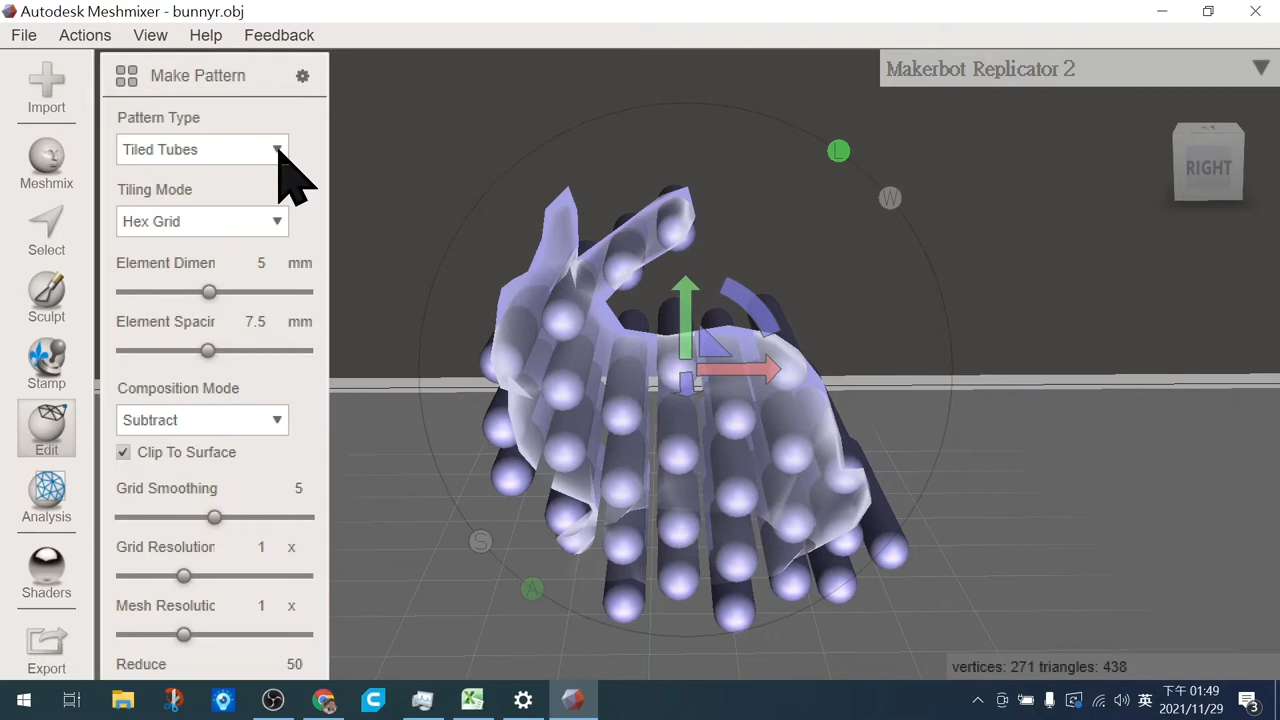 Autodesk Meshmixer - bunnyr.obj
File Actions View Help Feedback
Import
Meshmix
Select
Sculpt
Stamp
Edit
Analysis
Shaders
Export
Make Pattern
Pattern Type
Tiled Tubes
Tiling Mode
Hex Grid
Element Dimen 5 mm
Element Spacin 7.5 mm
Composition Mode
Subtract
Clip To Surface
Grid Smoothing 5
Grid Resolution 1 x
Mesh Resolutic 1 x
Reduce 50
Makerbot Replicator 2
RIGHT
L
W
S
A
vertices: 271 triangles: 438
英
下午 01:49
2021/11/29
3